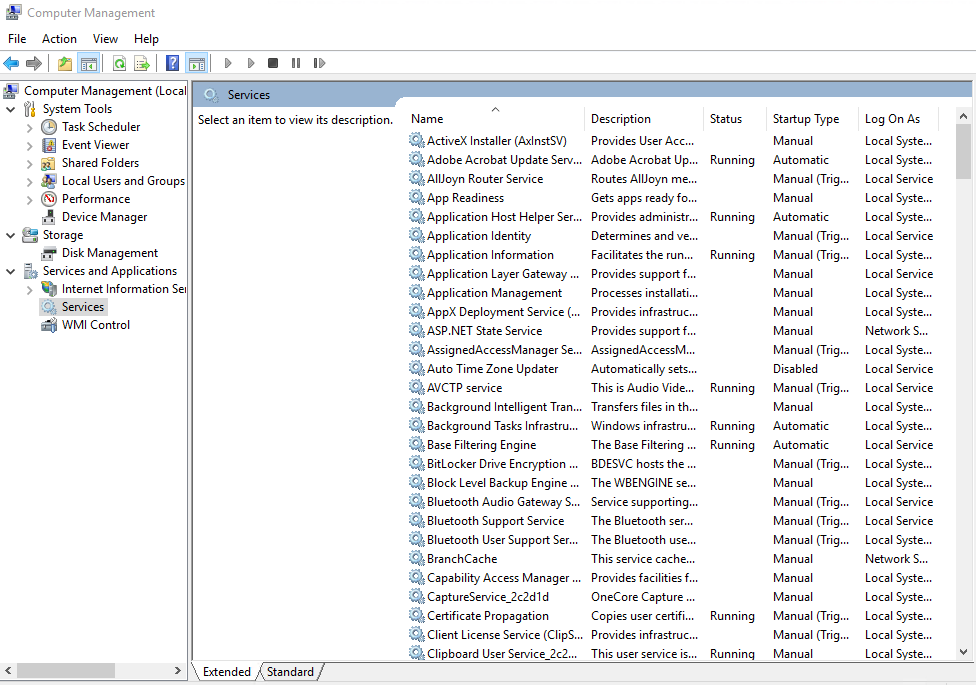 Computer Management
File Action View Help
Computer Management (Local
System Tools
Task Scheduler
Event Viewer
Shared Folders
Local Users and Groups
Performance
Device Manager
Storage
Disk Management
Services and Applications
Internet Information Ser
Services
WMI Control
Services
Select an item to view its description.
Name Description Status Startup Type Log On As
ActiveX Installer (AxInstSV) Provides User Acc... Manual Local Syste...
Adobe Acrobat Update Serv... Adobe Acrobat Up... Running Automatic Local Syste...
AllJoyn Router Service Routes AllJoyn me... Manual (Trig... Local Service
App Readiness Gets apps ready fo... Manual Local Syste...
Application Host Helper Ser... Provides administr... Running Automatic Local Syste...
Application Identity Determines and ve... Manual (Trig... Local Service
Application Information Facilitates the run... Running Manual (Trig... Local Syste...
Application Layer Gateway ... Provides support f... Manual Local Service
Application Management Processes installati... Manual Local Syste...
AppX Deployment Service (... Provides infrastruc... Manual Local Syste...
ASP.NET State Service Provides support f... Manual Network S...
AssignedAccessManager Se... AssignedAccessM... Manual (Trig... Local Syste...
Auto Time Zone Updater Automatically sets... Disabled Local Service
AVCTP service This is Audio Vide... Running Manual (Trig... Local Service
Background Intelligent Tran... Transfers files in th... Manual Local Syste...
Background Tasks Infrastru... Windows infrastru... Running Automatic Local Syste...
Base Filtering Engine The Base Filtering ... Running Automatic Local Service
BitLocker Drive Encryption ... BDESVC hosts the ... Manual (Trig... Local Syste...
Block Level Backup Engine ... The WBENGINE se... Manual Local Syste...
Bluetooth Audio Gateway S... Service supporting... Manual (Trig... Local Service
Bluetooth Support Service The Bluetooth ser... Manual (Trig... Local Service
Bluetooth User Support Ser... The Bluetooth use... Manual (Trig... Local Syste...
BranchCache This service cache... Manual Network S...
Capability Access Manager ... Provides facilities f... Manual Local Syste...
CaptureService_2c2d1d OneCore Capture ... Manual Local Syste...
Certificate Propagation Copies user certifi... Running Manual (Trig... Local Syste...
Client License Service (ClipS... Provides infrastruc... Manual (Trig... Local Syste...
Clipboard User Service_2c2... This user service is... Running Manual Local Syste...
Extended Standard